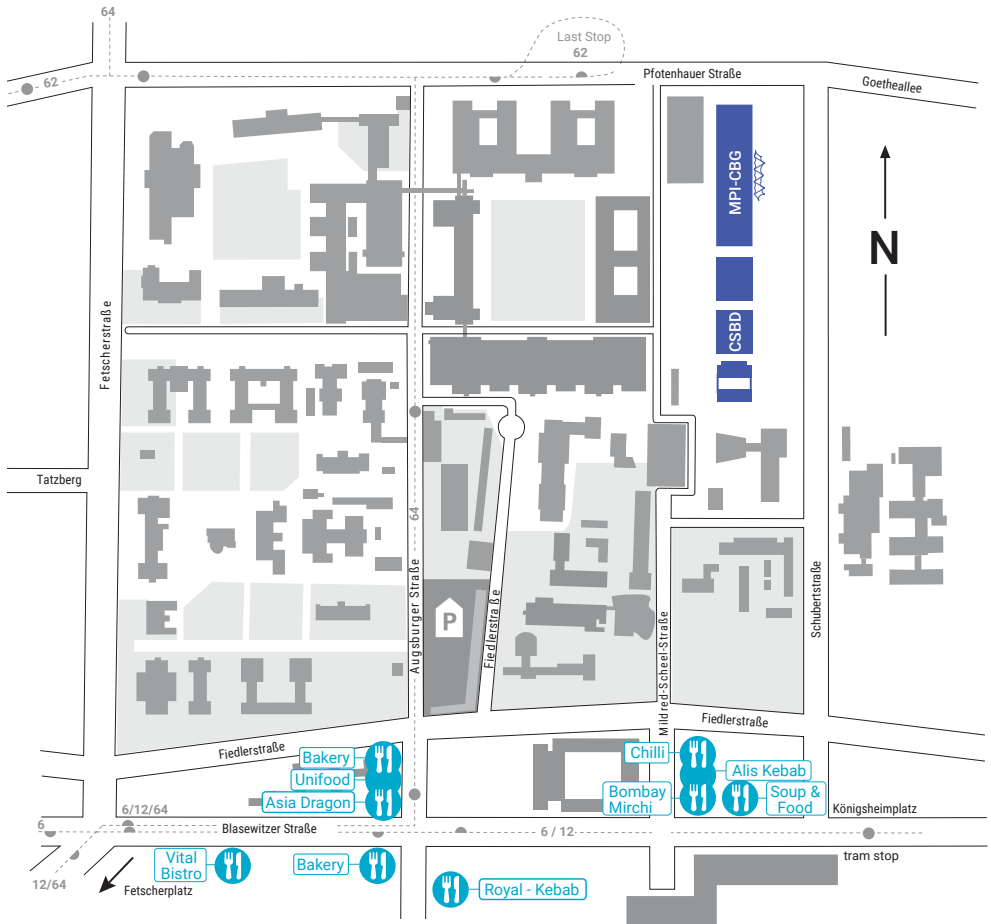 64
Last Stop
62
62
Pfotenhauer Straße
Goetheallee
MPI-CBG
N
CSBD
Fetscherstraße
Tatzberg
64
Augsburger Straße
P
Fiedlerstraße
Mildred-Scheel-Straße
Schubertstraße
Fiedlerstraße
Fiedlerstraße
Bakery
Unifood
Asia Dragon
Chilli
Alis Kebab
Bombay
Mirchi
Soup &
Food
Königsheimplatz
6/12/64
6
Blasewitzer Straße
6 / 12
tram stop
Vital
Bistro
Bakery
Royal - Kebab
12/64
Fetscherplatz